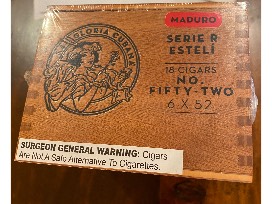 MADURO
LA GLORIA CUBANA
SERIE R
ESTELÍ
18 CIGARS
NO.
FIFTY-TWO
6 X 52
SURGEON GENERAL WARNING: Cigars
Are Not A Safe Alternative To Cigarettes.